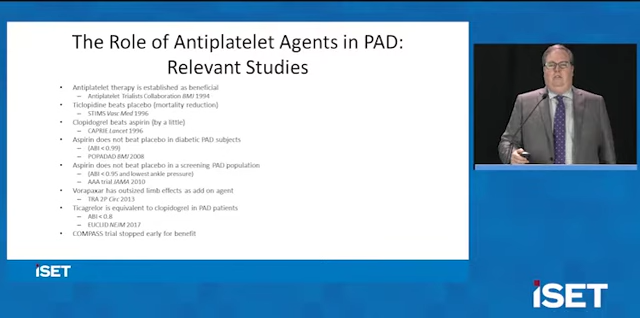 The Role of Antiplatelet Agents in PAD:
Relevant Studies
• Antiplatelet therapy is established as beneficial
– Antiplatelet Trialists Collaboration BMJ 1994
• Ticlopidine beats placebo (mortality reduction)
– STIMS Vasc Med 1996
• Clopidogrel beats aspirin (by a little)
– CAPRIE Lancet 1996
• Aspirin does not beat placebo in diabetic PAD subjects
– (ABI < 0.99)
– POPADAD BMJ 2008
• Aspirin does not beat placebo in a screening PAD population
– (ABI < 0.95 and lowest ankle pressure)
– AAA trial JAMA 2010
• Vorapaxar has outsized limb effects as add on agent
– TRA 2P Circ 2013
• Ticagrelor is equivalent to clopidogrel in PAD patients
– ABI < 0.8
– EUCLID NEJM 2017
• COMPASS trial stopped early for benefit
iSET
iSET